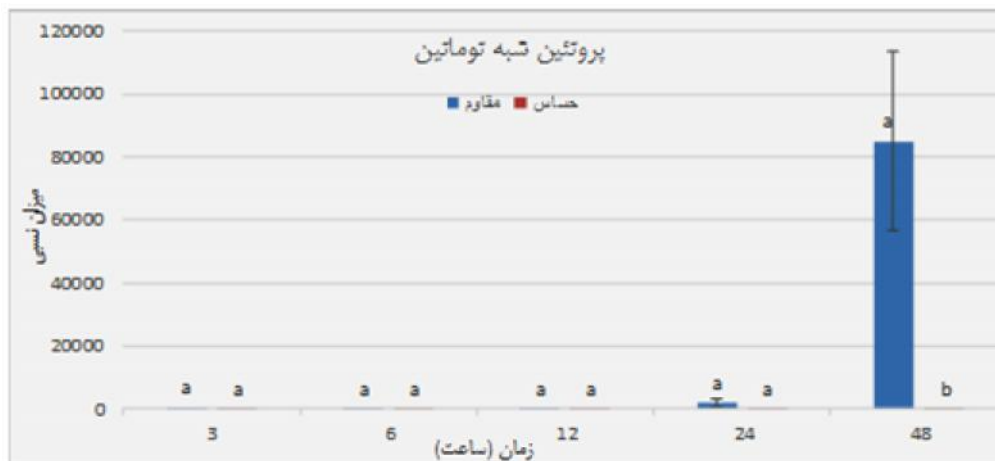 پروتئین شبه توماتین
مقاوم حساس
120000
100000
80000
60000
40000
20000
0
میزان نسبی
a a a a a a a a a b
3 6 12 24 48
زمان (ساعت)